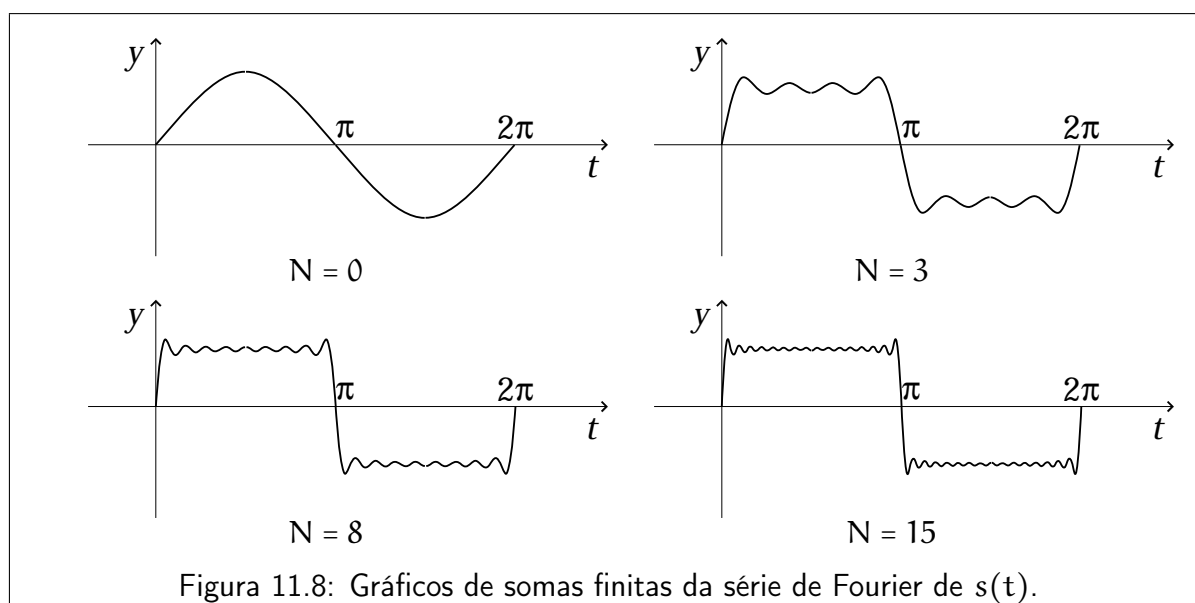 y
π
2π
t
N = 0
y
π
2π
t
N = 3
y
π
2π
t
N = 8
y
π
2π
t
N = 15
Figura 11.8: Gráficos de somas finitas da série de Fourier de s(t).